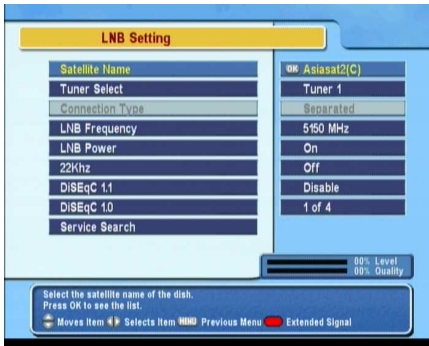 LNB Setting
Satellite Name OK Asiasat2(C)
Tuner Select Tuner 1
Connection Type Separated
LNB Frequency 5150 MHz
LNB Power On
22Khz Off
DiSEqC 1.1 Disable
DiSEqC 1.0 1 of 4
Service Search
00% Level
00% Quality
Select the satellite name of the dish.
Press OK to see the list.
Moves Item Selects Item MENU Previous Menu Extended Signal